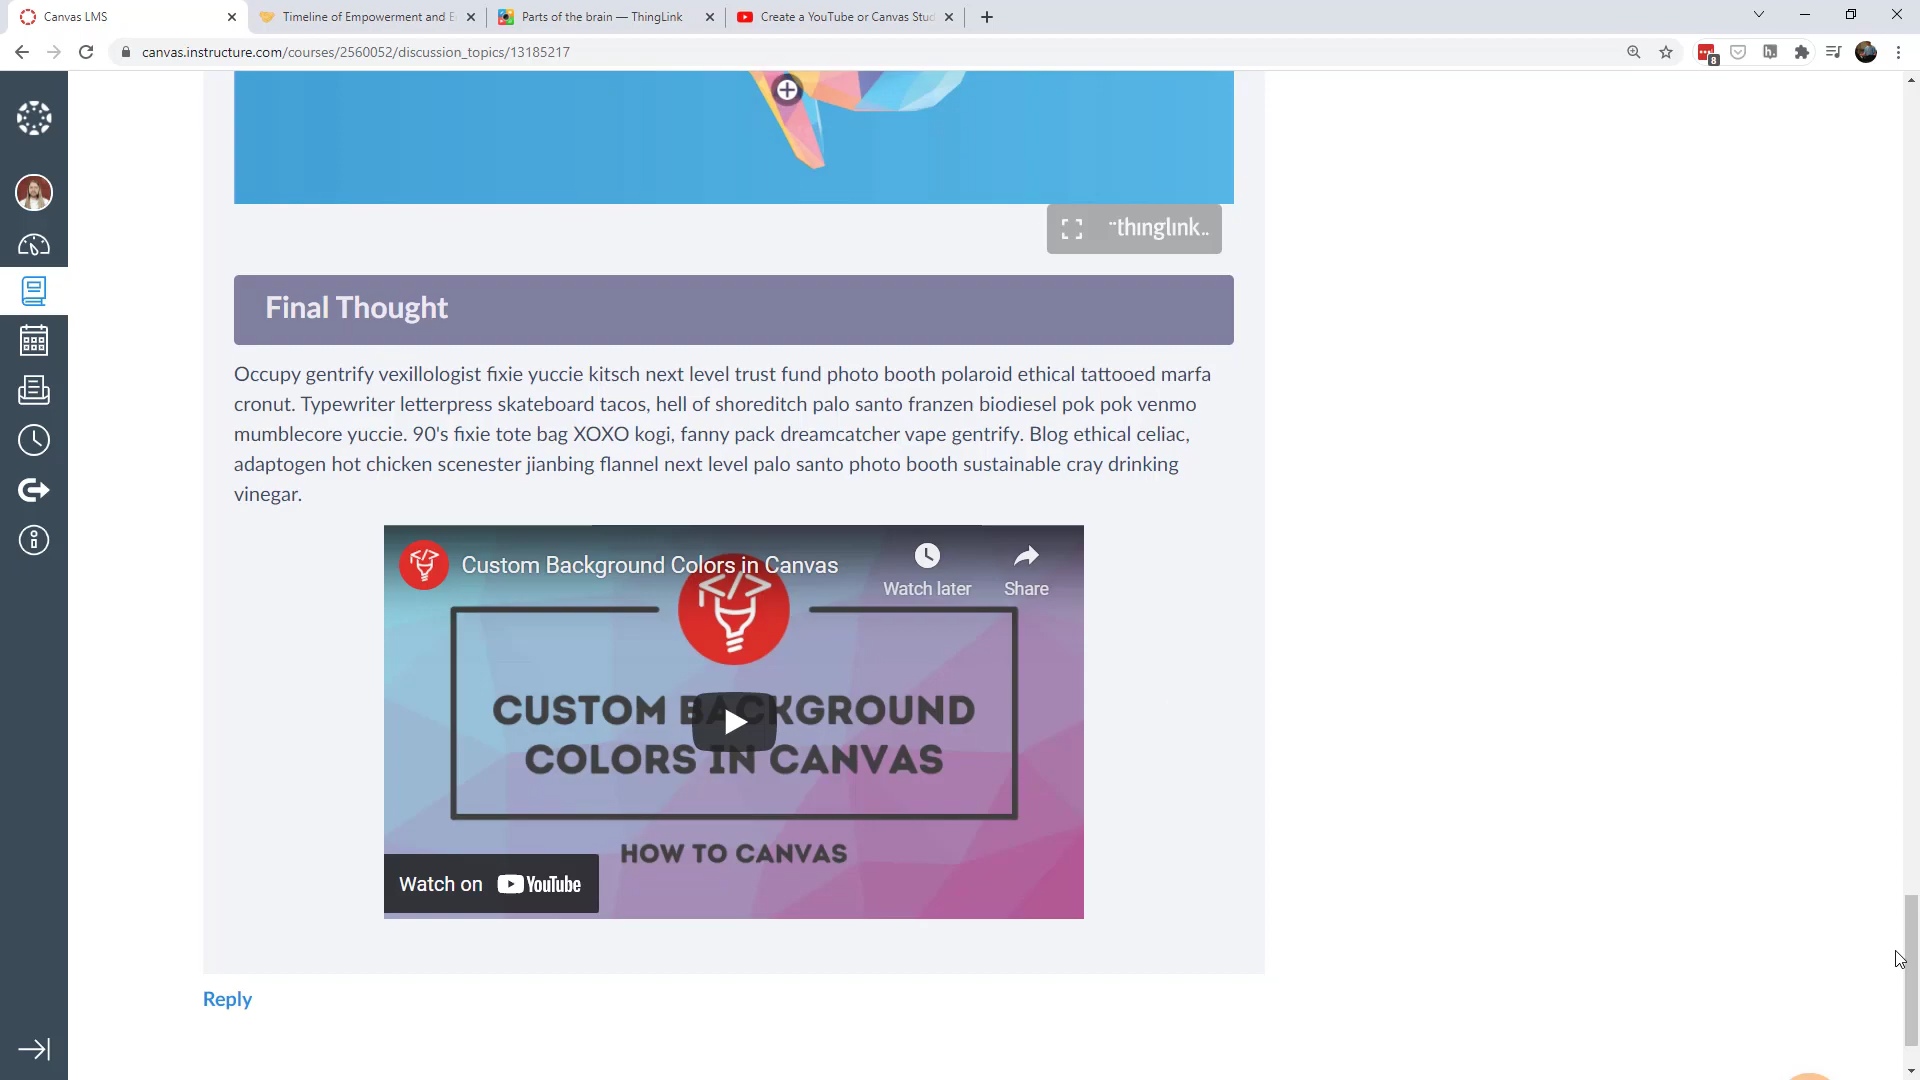 Canvas LMS
Timeline of Empowerment and E
Parts of the brain — ThingLink
Create a YouTube or Canvas Stud
canvas.instructure.com/courses/2560052/discussion_topics/13185217
8
h.
¨thınglınk..
Final Thought
Occupy gentrify vexillologist fixie yuccie kitsch next level trust fund photo booth polaroid ethical tattooed marfa
cronut. Typewriter letterpress skateboard tacos, hell of shoreditch palo santo franzen biodiesel pok pok venmo
mumblecore yuccie. 90's fixie tote bag XOXO kogi, fanny pack dreamcatcher vape gentrify. Blog ethical celiac,
adaptogen hot chicken scenester jianbing flannel next level palo santo photo booth sustainable cray drinking
vinegar.
Custom Background Colors in Canvas
Watch later
Share
CUSTOM BACKGROUND
COLORS IN CANVAS
HOW TO CANVAS
Watch on YouTube
Reply